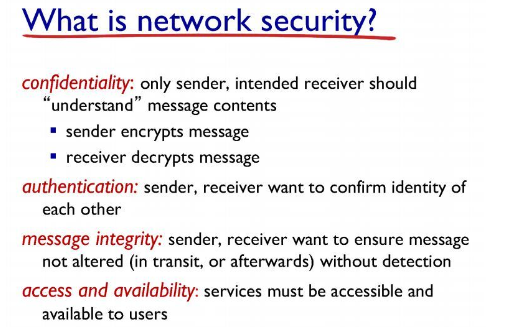 What is network security?
confidentiality: only sender, intended receiver should
“understand” message contents
▪ sender encrypts message
▪ receiver decrypts message
authentication: sender, receiver want to confirm identity of
each other
message integrity: sender, receiver want to ensure message
not altered (in transit, or afterwards) without detection
access and availability: services must be accessible and
available to users